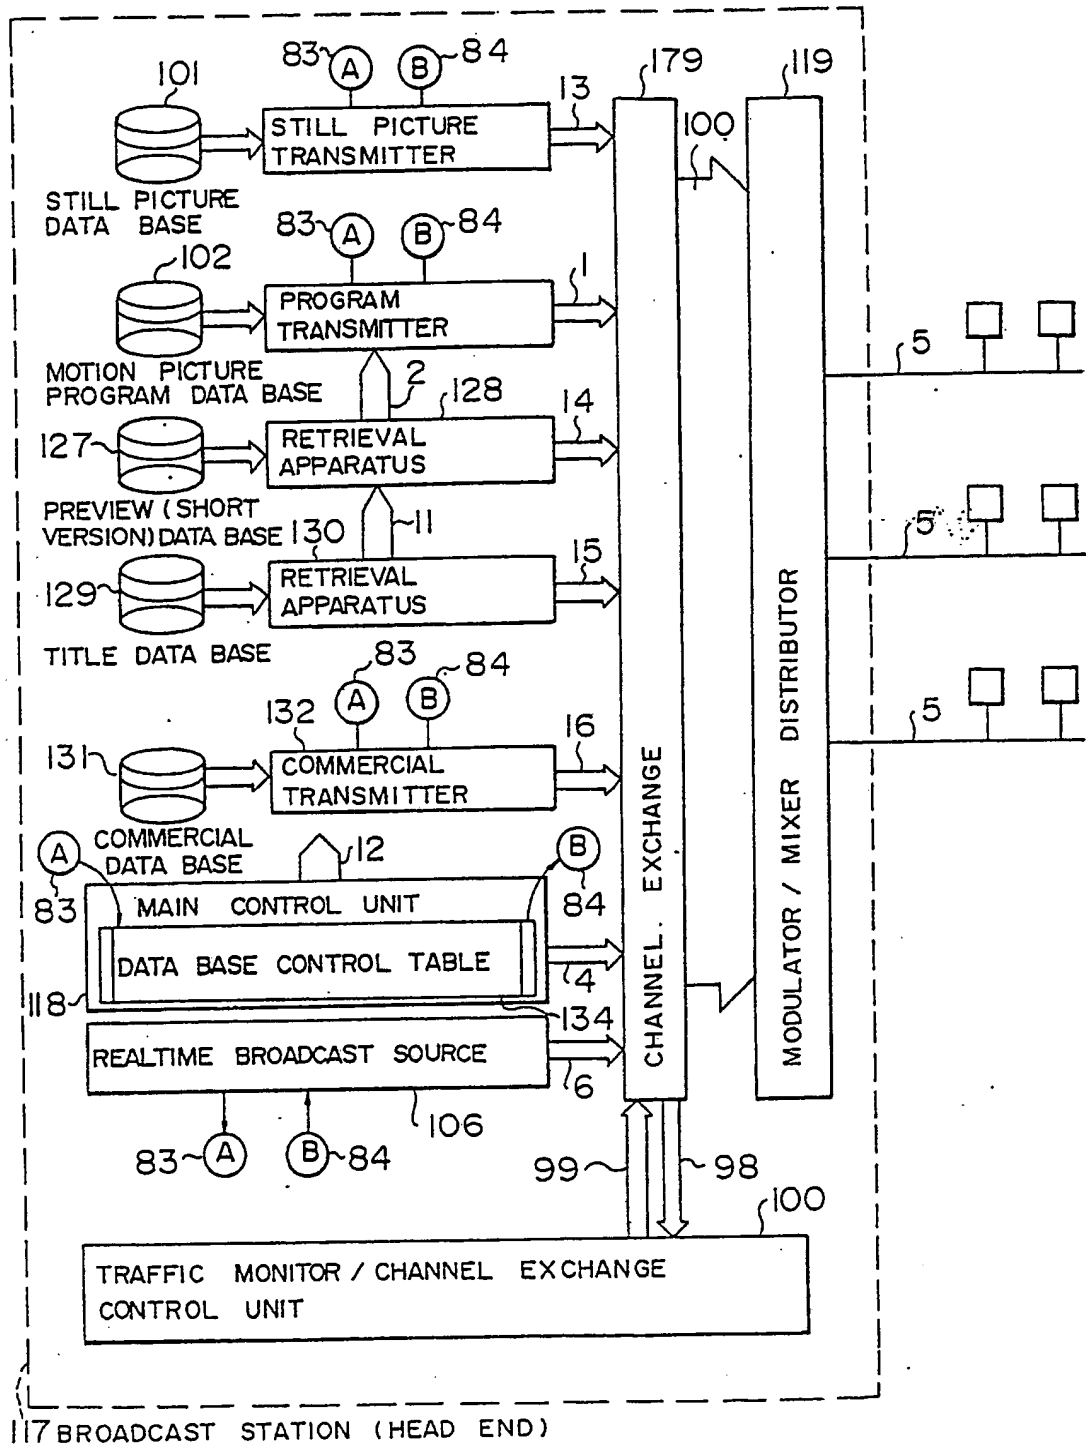 83 A B 84
179
119
101
13
100
STILL PICTURE
TRANSMITTER
STILL PICTURE
DATA BASE
83 A B 84
102
1
PROGRAM
TRANSMITTER
5
MOTION PICTURE
PROGRAM DATA BASE
2
128
14
127
RETRIEVAL
APPARATUS
PREVIEW (SHORT
VERSION) DATA BASE
130
11
15
5
129
RETRIEVAL
APPARATUS
TITLE DATA BASE
83
84
A
B
132
16
5
131
COMMERCIAL
TRANSMITTER
COMMERCIAL
DATA BASE
A
83
12
B
84
MAIN CONTROL UNIT
DATA BASE CONTROL TABLE
118
4
134
REALTIME BROADCAST SOURCE
6
106
83 A B 84
CHANNEL. EXCHANGE
MODULATOR / MIXER DISTRIBUTOR
99
98
100
TRAFFIC MONITOR / CHANNEL EXCHANGE
CONTROL UNIT
117 BROADCAST STATION (HEAD END)